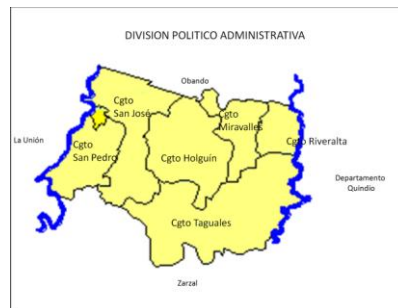 DIVISION POLITICO ADMINISTRATIVA
Obando
Cgto
San José
Cgto
Miravalles
La Unión
Cgto
San Pedro
Cgto Holguín
Cgto Riveralta
Departamento
Quindio
Cgto Taguales
Zarzal